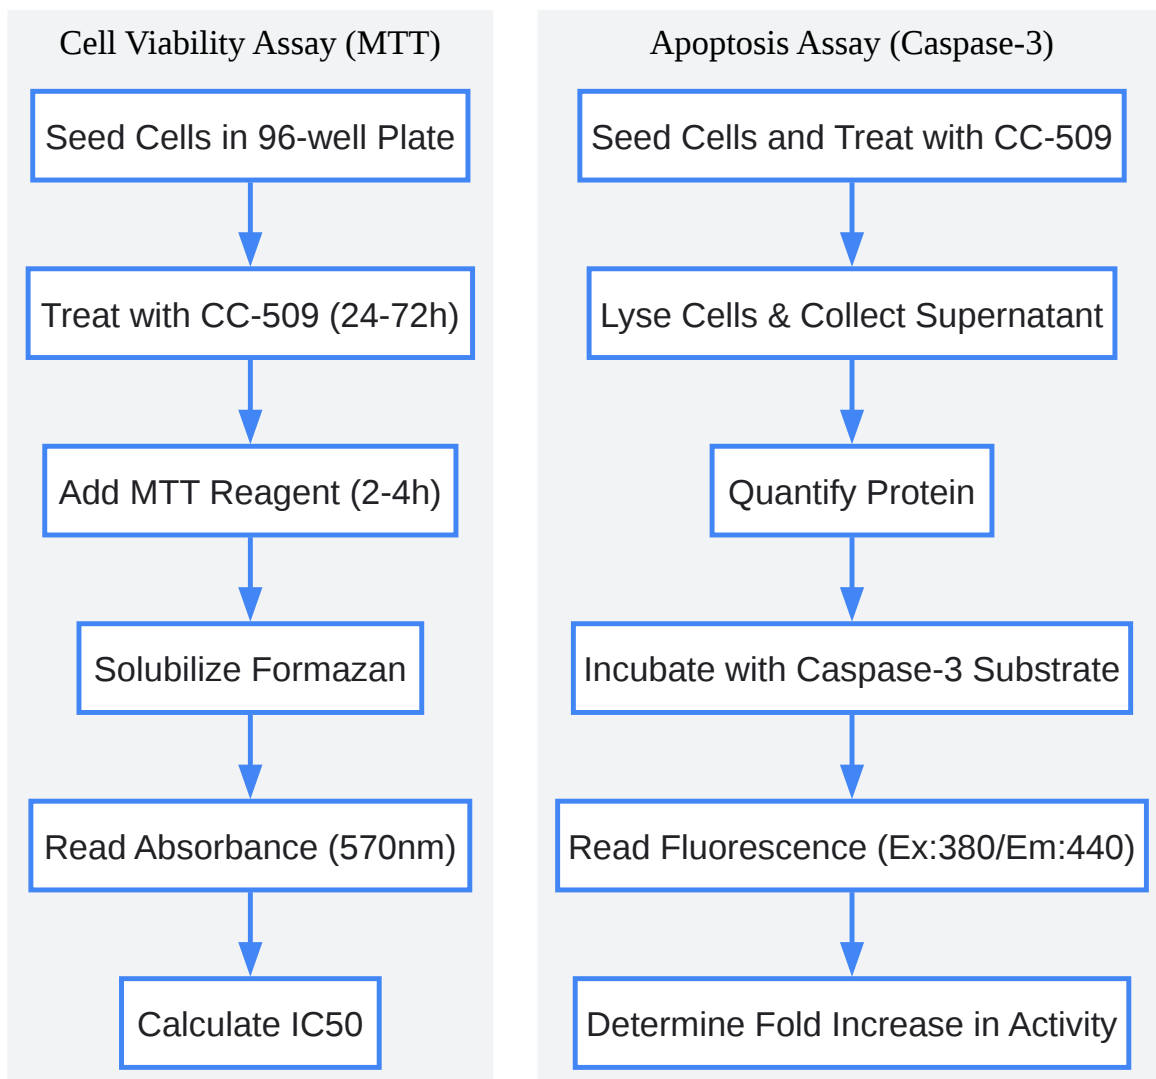 Cell Viability Assay (MTT)
Seed Cells in 96-well Plate
Treat with CC-509 (24-72h)
Add MTT Reagent (2-4h)
Solubilize Formazan
Read Absorbance (570nm)
Calculate IC50
Apoptosis Assay (Caspase-3)
Seed Cells and Treat with CC-509
Lyse Cells & Collect Supernatant
Quantify Protein
Incubate with Caspase-3 Substrate
Read Fluorescence (Ex:380/Em:440)
Determine Fold Increase in Activity